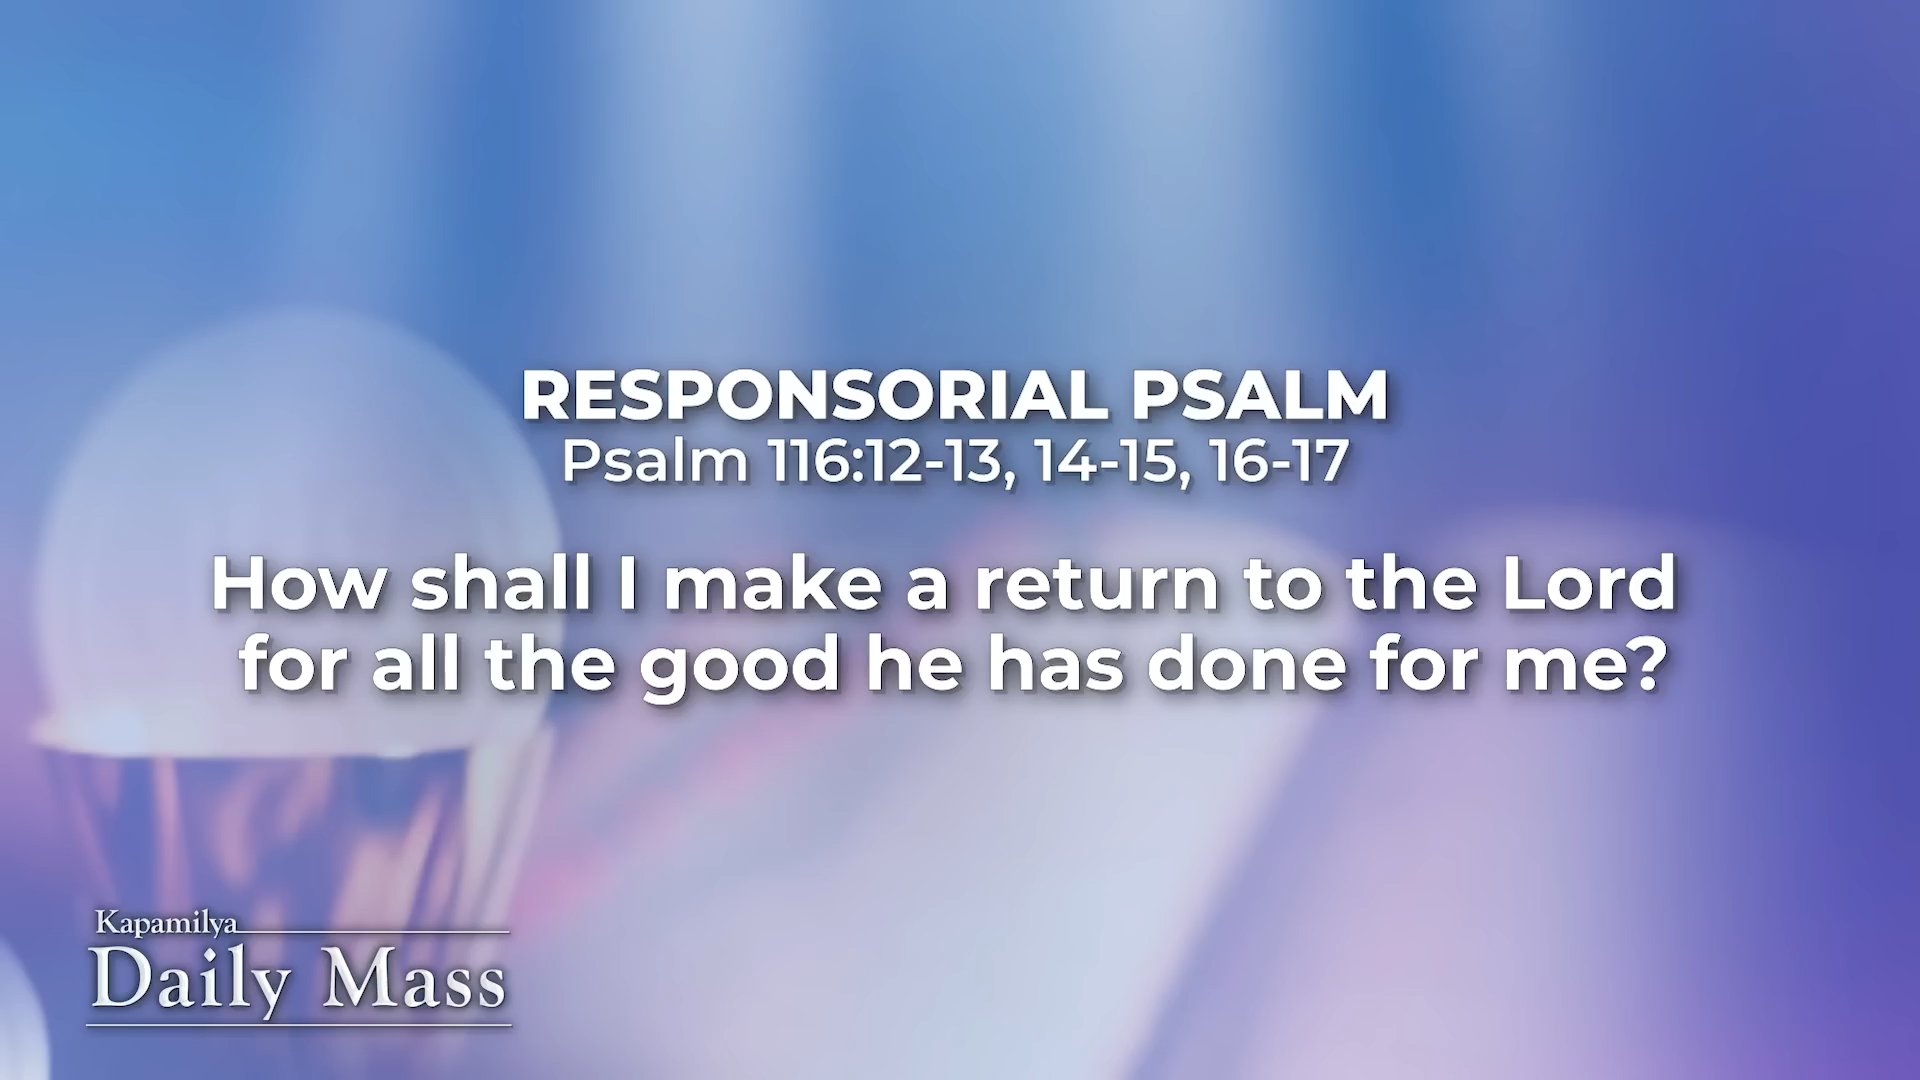 RESPONSORIAL PSALM
Psalm 116:12-13, 14-15, 16-17
How shall I make a return to the Lord
for all the good he has done for me?
Kapamilya
Daily Mass